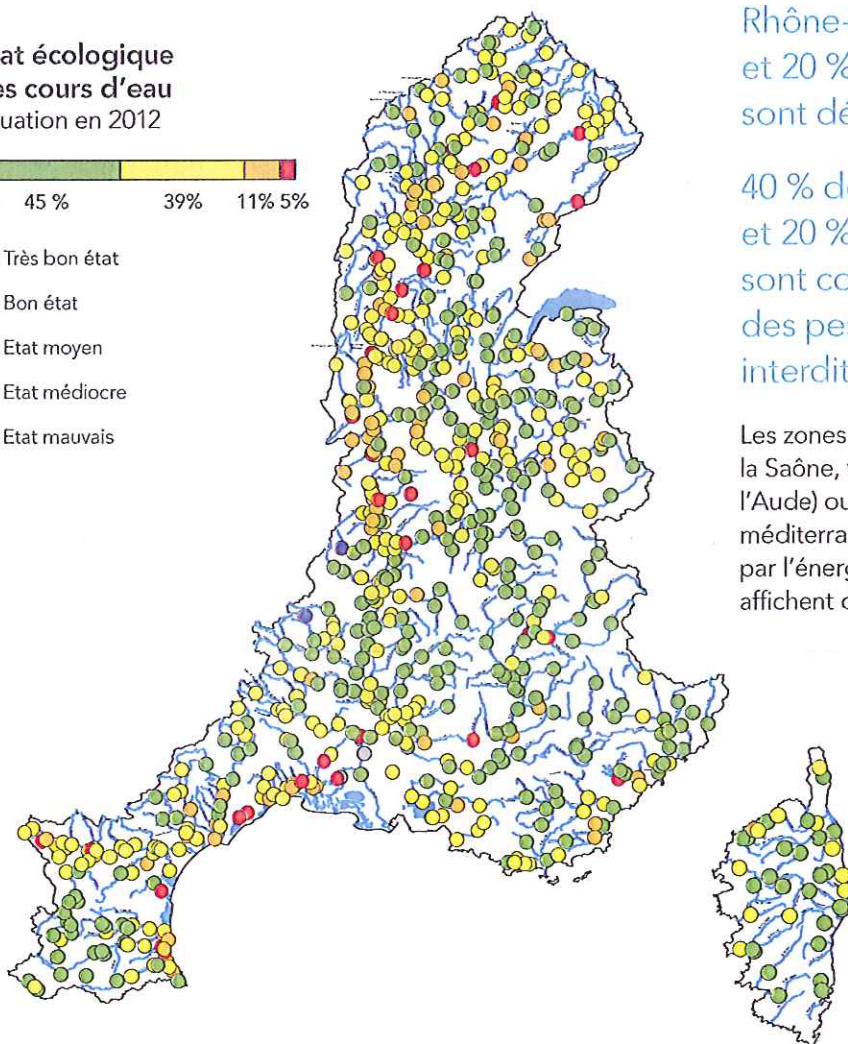 at écologique
es cours d'eau
uation en 2012
45 % 39% 11% 5%
Très bon état
Bon état
Etat moyen
Etat médiocre
Etat mauvais
Rhône-
et 20 %
sont dé
40 % d
et 20 %
sont co
des pe
interdit
Les zones
la Saône,
l'Aude) ou
méditerra
par l'énerg
affichent